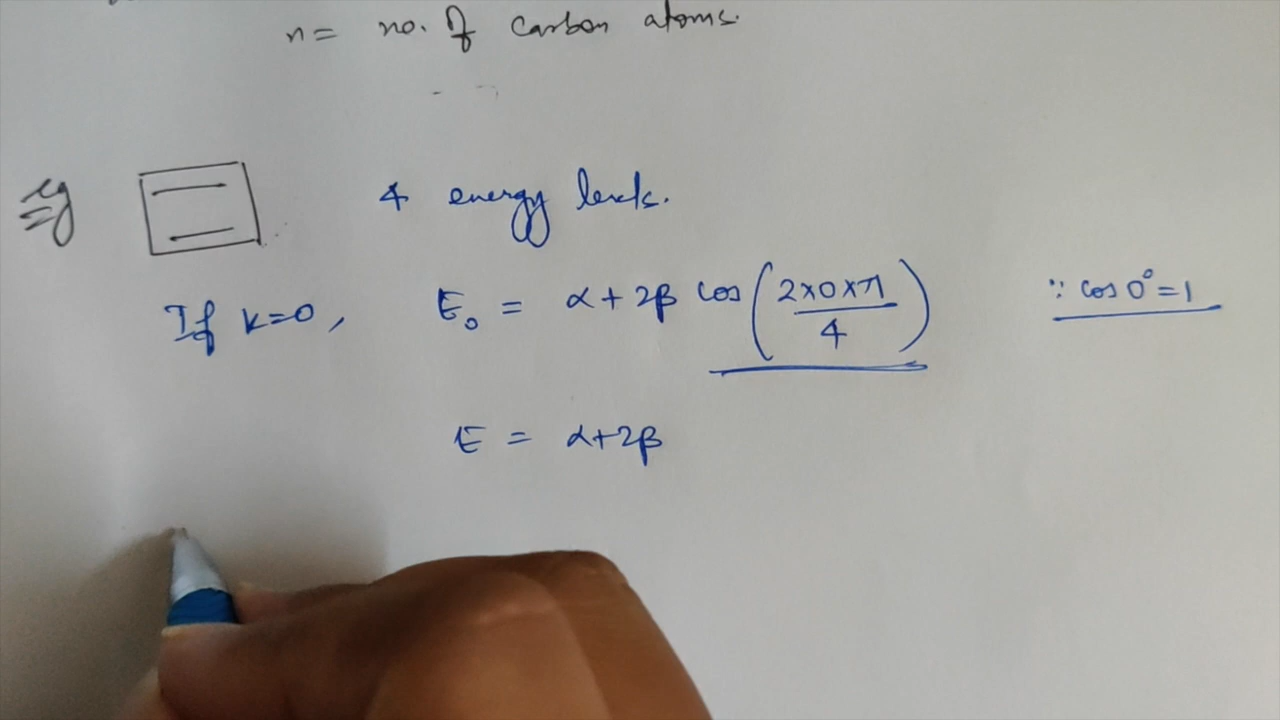 n = no. of carbon atoms.
eg 4 energy levels.
If k=0, E₀ = α + 2β cos (2×0×π / 4) ∵ cos 0° = 1
E = α+2β